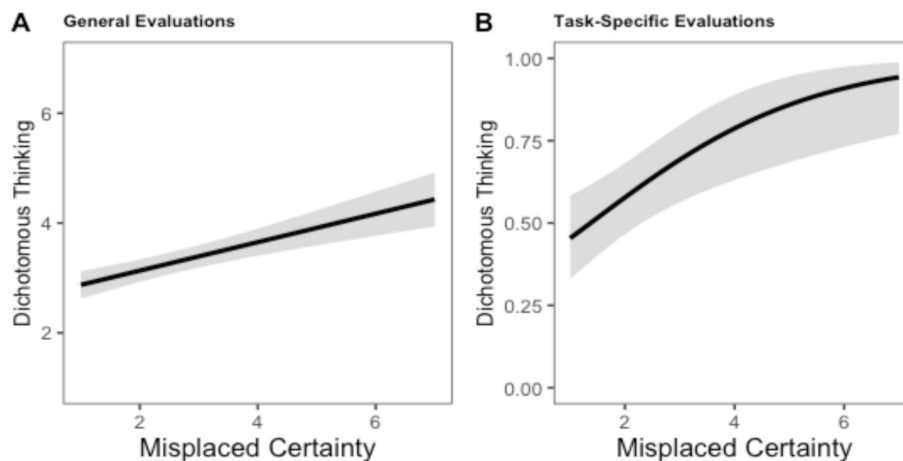 A General Evaluations
Dichotomous Thinking
6
4
2
2 4 6
Misplaced Certainty
B Task-Specific Evaluations
Dichotomous Thinking
1.00
0.75
0.50
0.25
0.00
2 4 6
Misplaced Certainty